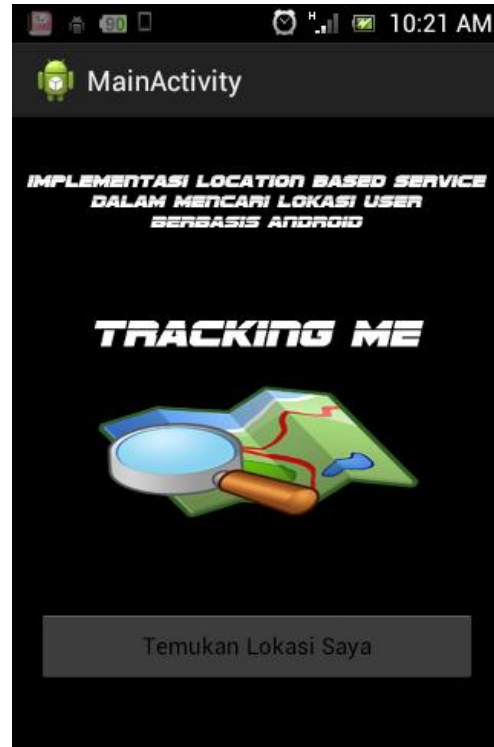 90
H
10:21 AM
MainActivity
IMPLEMENTASI LOCATION BASED SERVICE
DALAM MENCARI LOKASI USER
BERBASIS ANDROID
TRACKING ME
Temukan Lokasi Saya